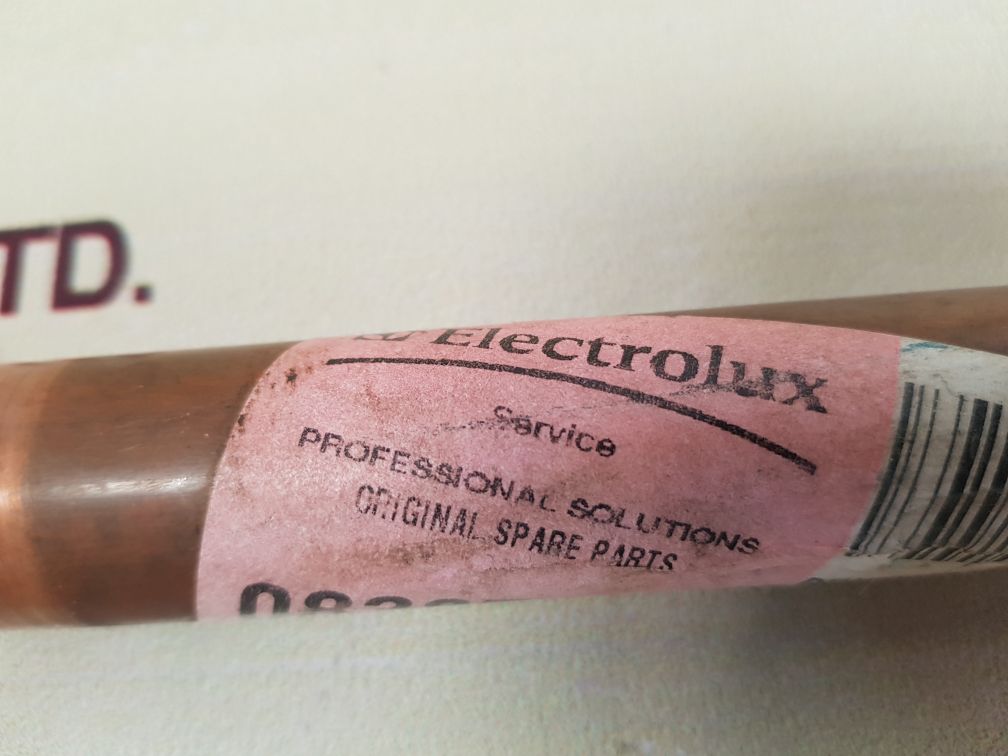 TD.
Electrolux
Service
PROFESSIONAL SOLUTIONS
ORIGINAL SPARE PARTS